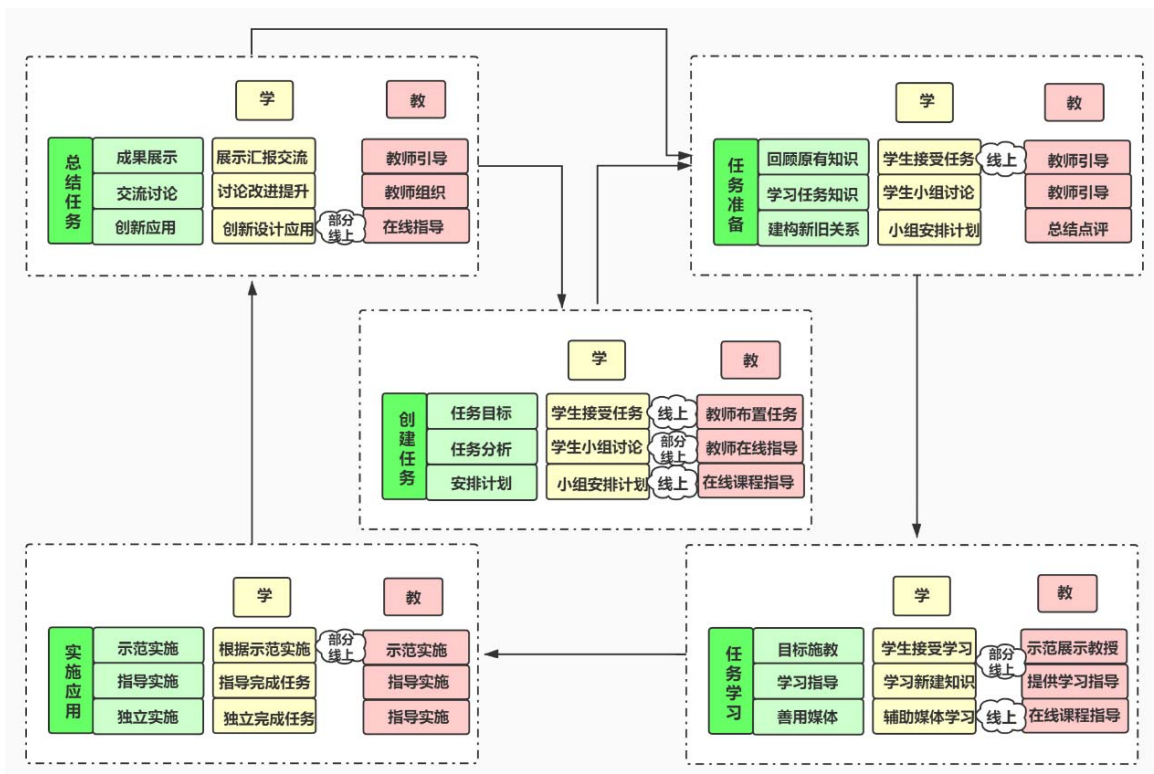 学
教
总结任务
成果展示
展示汇报交流
教师引导
交流讨论
讨论改进提升
教师组织
创新应用
创新设计应用
部分
线上
在线指导
学
教
任务准备
回顾原有知识
学生接受任务
线上
教师引导
学习任务知识
学生小组讨论
教师引导
建构新旧关系
小组安排计划
总结点评
学
教
创建任务
任务目标
学生接受任务
线上
教师布置任务
任务分析
学生小组讨论
部分
线上
教师在线指导
安排计划
小组安排计划
线上
在线课程指导
学
教
实施应用
示范实施
根据示范实施
部分
线上
示范实施
指导实施
指导完成任务
指导实施
独立实施
独立完成任务
指导实施
学
教
任务学习
目标施教
学生接受学习
部分
线上
示范展示教授
学习指导
学习新建知识
提供学习指导
善用媒体
辅助媒体学习
线上
在线课程指导